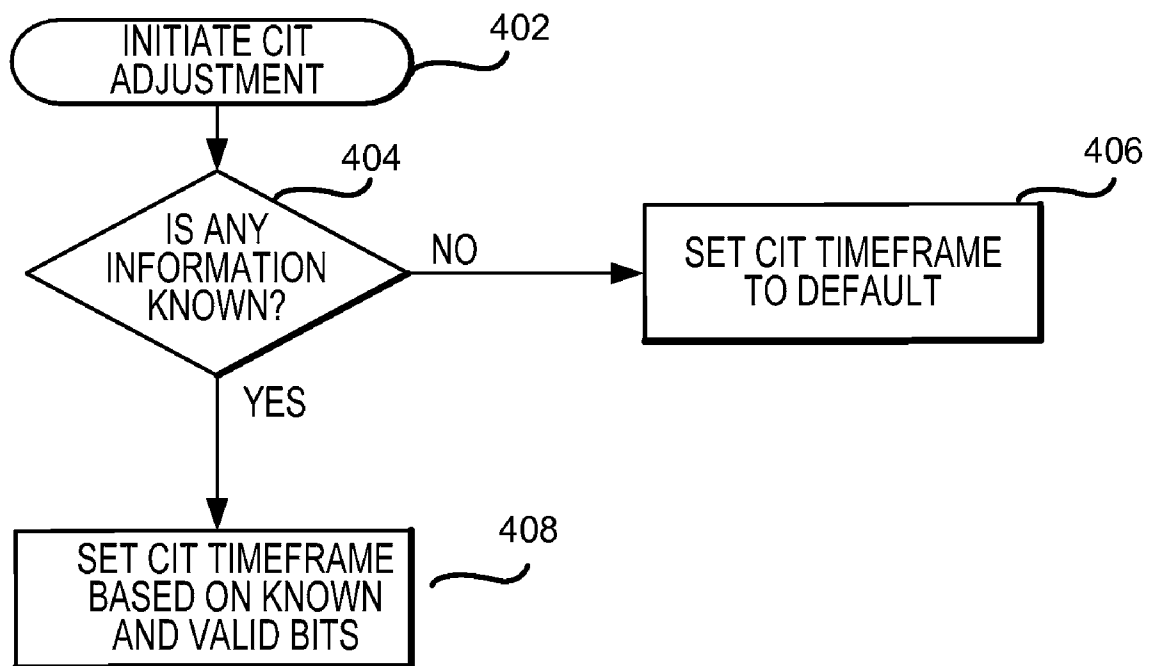 INITIATE CIT
ADJUSTMENT
402
404
IS ANY
INFORMATION
KNOWN?
NO
406
SET CIT TIMEFRAME
TO DEFAULT
YES
408
SET CIT TIMEFRAME
BASED ON KNOWN
AND VALID BITS